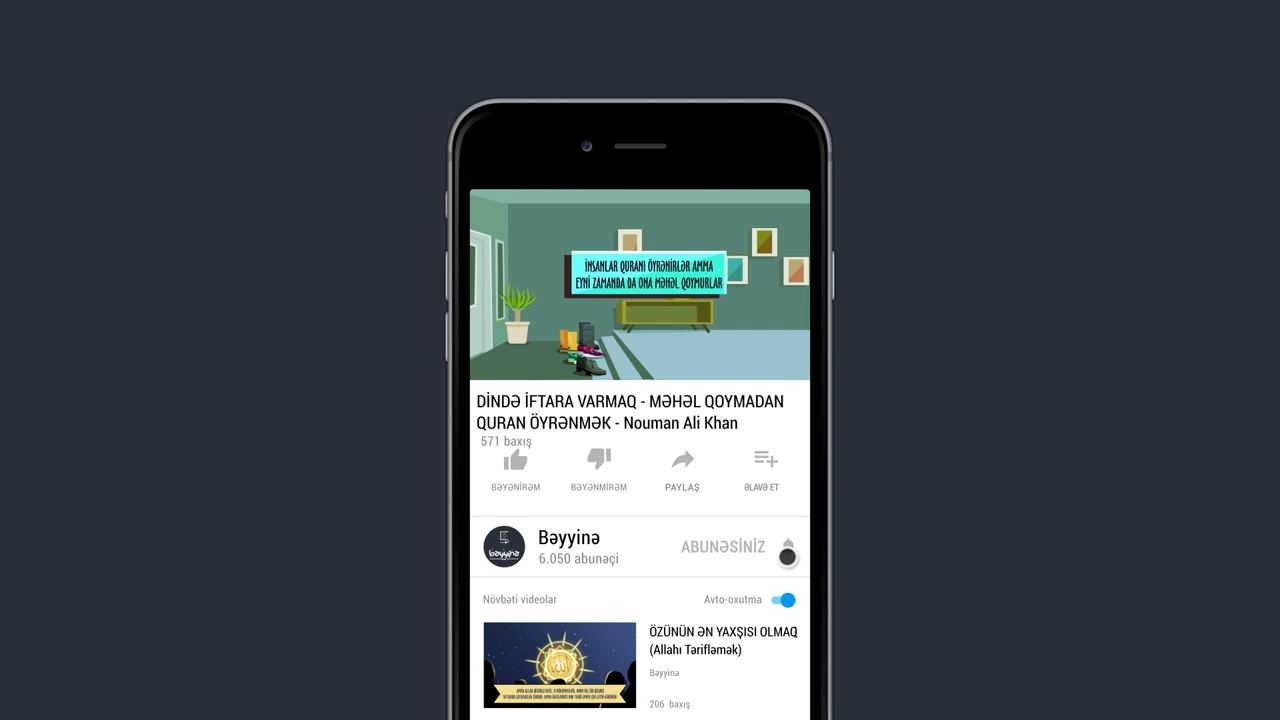 İNSANLAR QURANI ÖYRƏNİRLƏR AMMA
EYNİ ZAMANDA DA ONA MƏHƏL QOYMURLAR
DİNDƏ İFTARA VARMAQ - MƏHƏL QOYMADAN
QURAN ÖYRƏNMƏK - Nouman Ali Khan
571 baxış
BƏYƏNİRƏM
BƏYƏNMİRƏM
PAYLAŞ
ƏLAVƏ ET
bəyyinə
Bəyyinə
ABUNƏSİNİZ
6.050 abunəçi
Növbəti videolar
Avto-oxutma
ÖZÜNÜN ƏN YAXŞISI OLMAQ
(Allahı Tərifləmək)
Bəyyinə
206 baxış